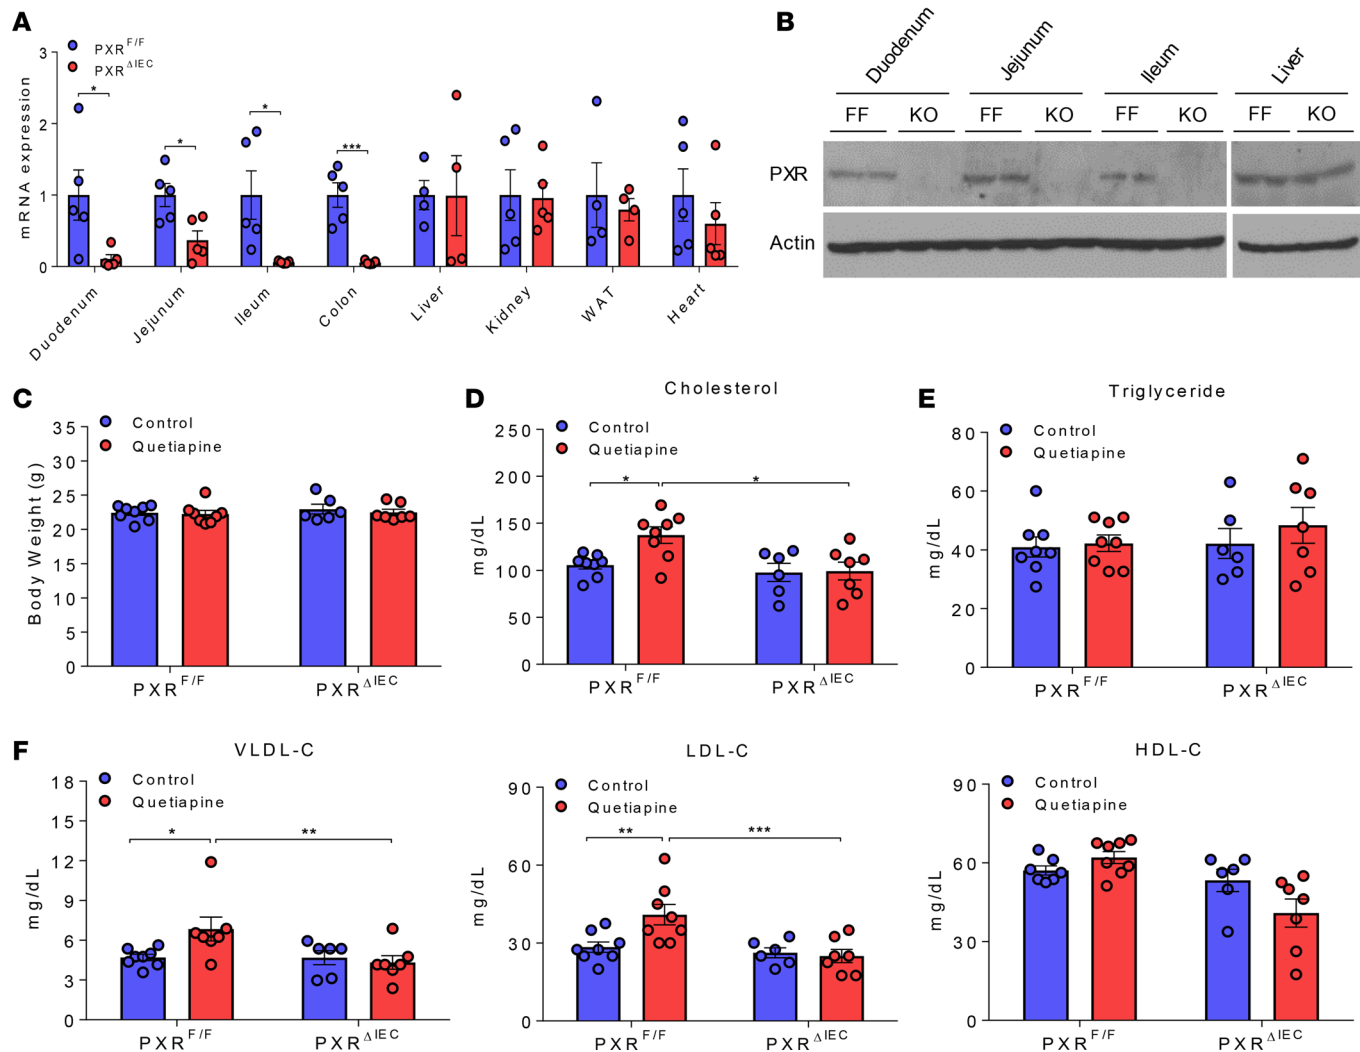 A
PXR F/F
PXR ΔIEC
mRNA expression
3
2
1
0
* * * ***
Duodenum Jejunum Ileum Colon Liver Kidney WAT Heart
B
Duodenum Jejunum Ileum Liver
FF KO FF KO FF KO FF KO
PXR
Actin
C
Control
Quetiapine
Body Weight (g)
35
30
25
20
15
10
5
0
PXR F/F PXR ΔIEC
D
Cholesterol
Control
Quetiapine
mg/dL
250
200
150
100
50
0
* *
PXR F/F PXR ΔIEC
E
Triglyceride
Control
Quetiapine
mg/dL
80
60
40
20
0
PXR F/F PXR ΔIEC
F
VLDL-C
Control
Quetiapine
mg/dL
18
15
12
9
6
3
0
* **
PXR F/F PXR ΔIEC
LDL-C
Control
Quetiapine
mg/dL
90
60
30
0
** ***
PXR F/F PXR ΔIEC
HDL-C
Control
Quetiapine
mg/dL
90
60
30
0
PXR F/F PXR ΔIEC